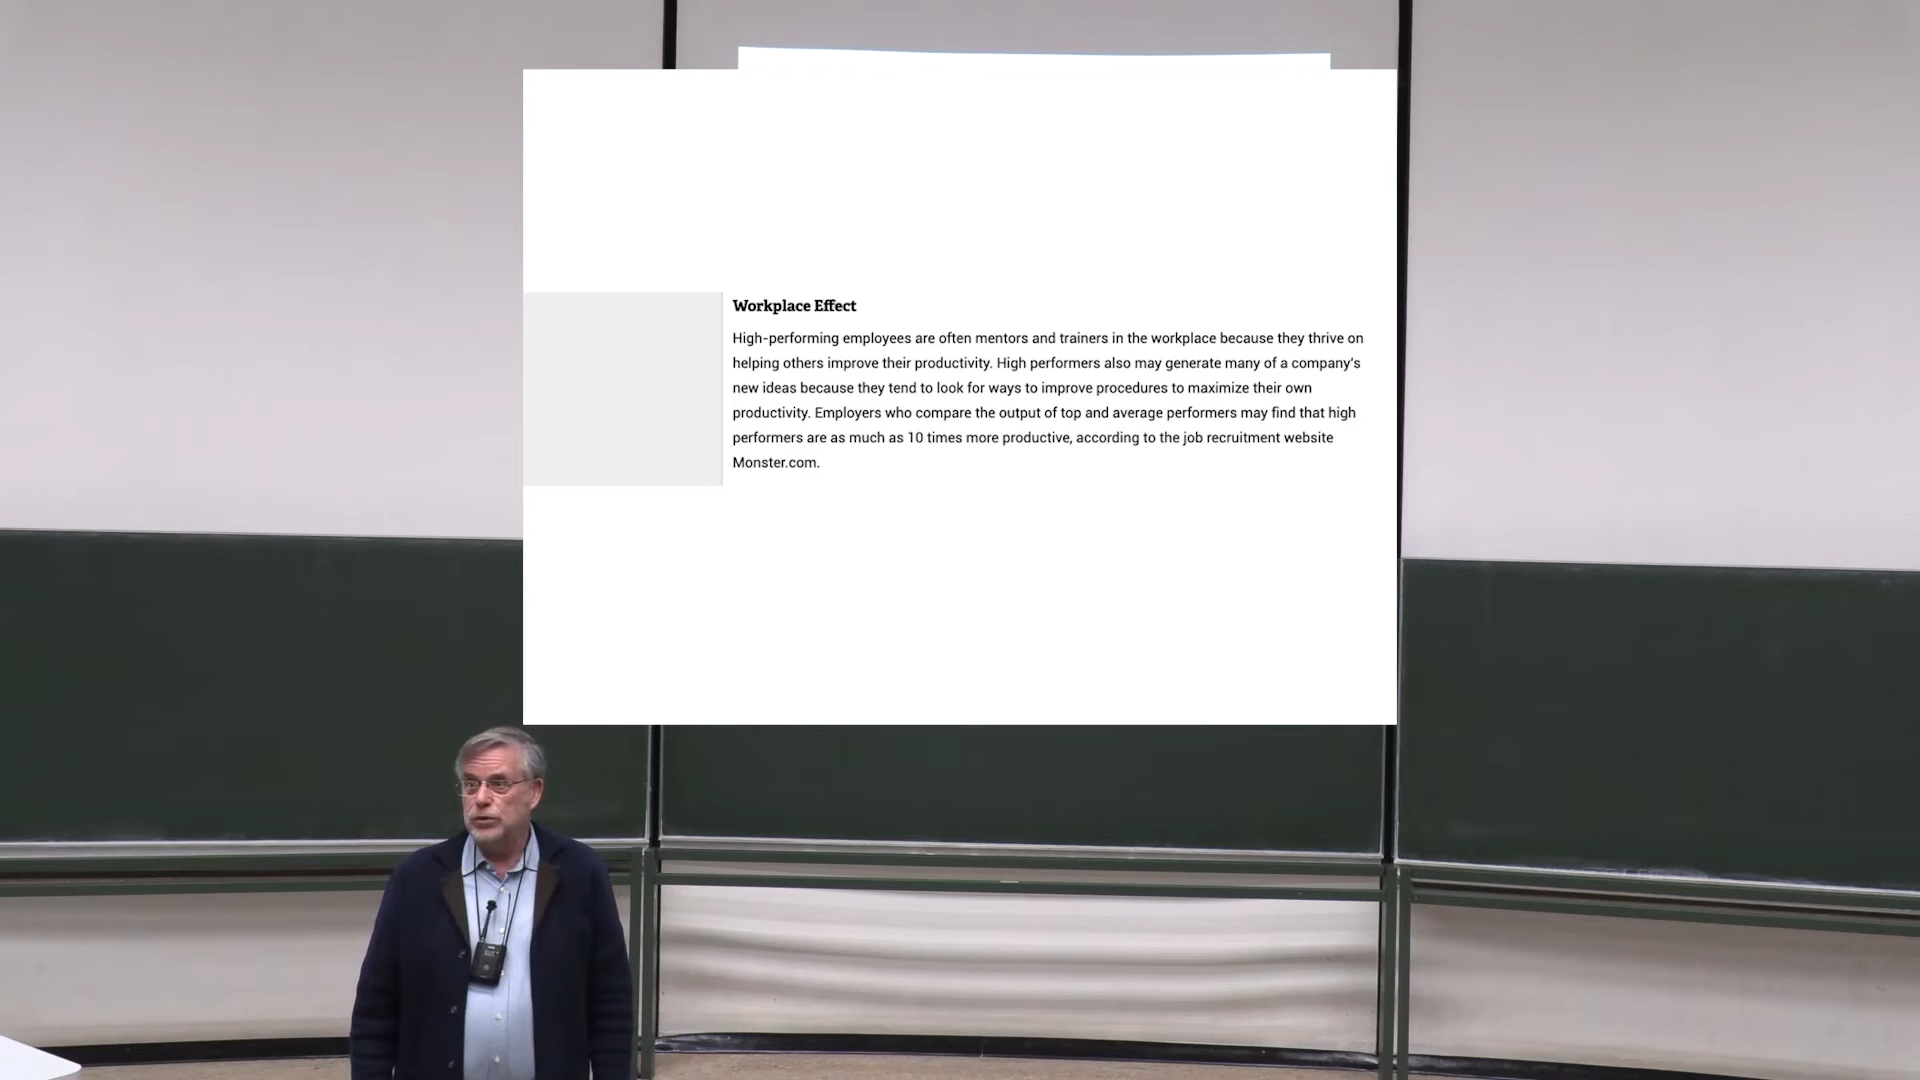 Workplace Effect
High-performing employees are often mentors and trainers in the workplace because they thrive on
helping others improve their productivity. High performers also may generate many of a company's
new ideas because they tend to look for ways to improve procedures to maximize their own
productivity. Employers who compare the output of top and average performers may find that high
performers are as much as 10 times more productive, according to the job recruitment website
Monster.com.